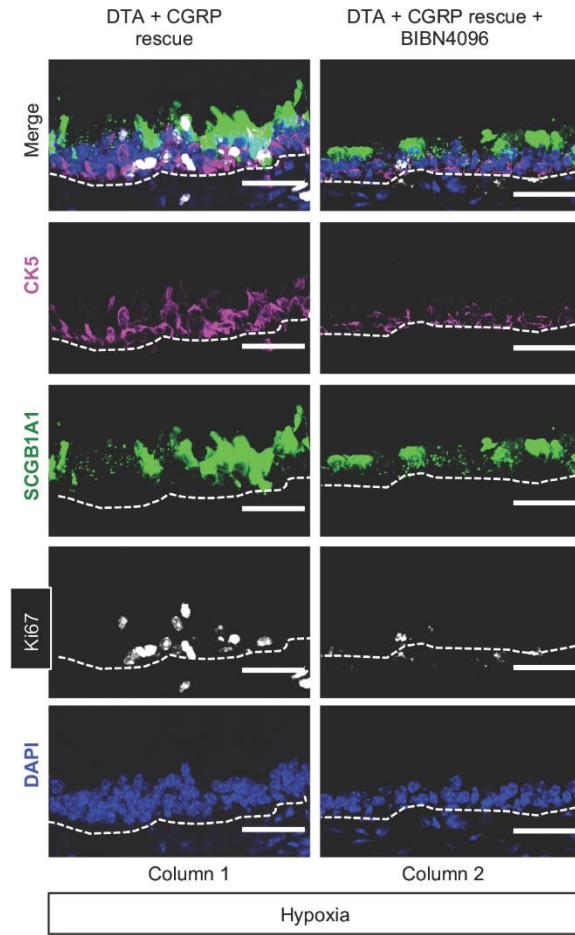 DTA + CGRP
rescue
DTA + CGRP rescue +
BIBN4096
Merge
CK5
SCGB1A1
Ki67
DAPI
Column 1
Column 2
Hypoxia